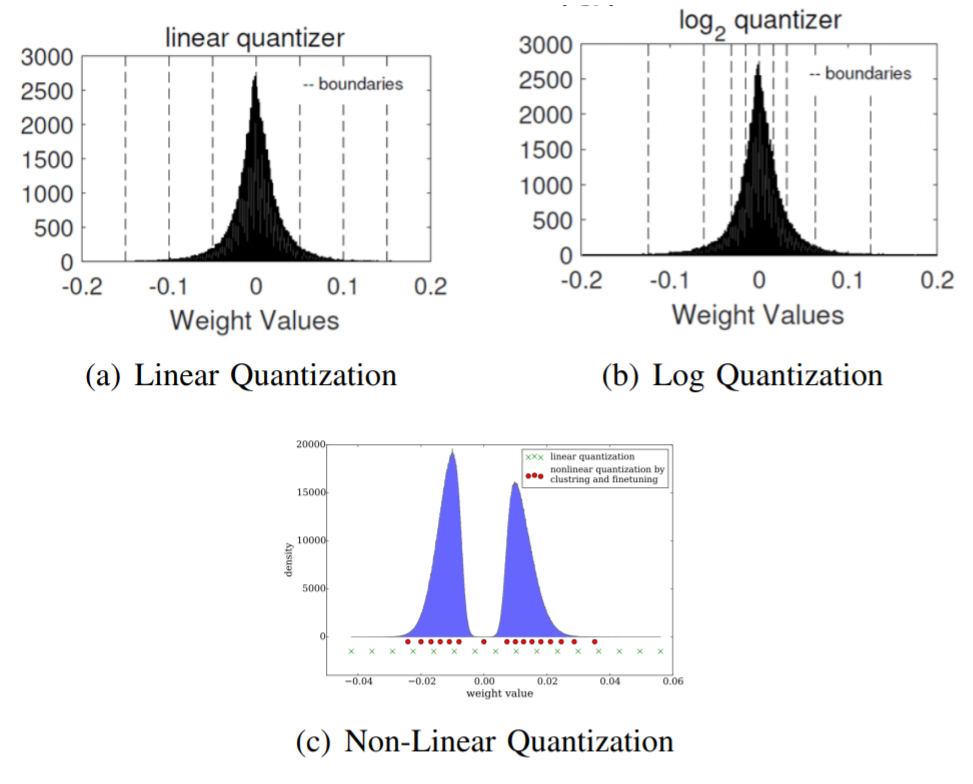 linear quantizer
3000
2500
2000
1500
1000
500
0
-- boundaries
-0.2 -0.1 0 0.1 0.2
Weight Values
(a) Linear Quantization
log2 quantizer
3000
2500
2000
1500
1000
500
0
-- boundaries
-0.2 -0.1 0 0.1 0.2
Weight Values
(b) Log Quantization
20000
15000
10000
5000
0
density
linear quantization
nonlinear quantization by
clustring and finetuning
−0.04 −0.02 0.00 0.02 0.04 0.06
weight value
(c) Non-Linear Quantization